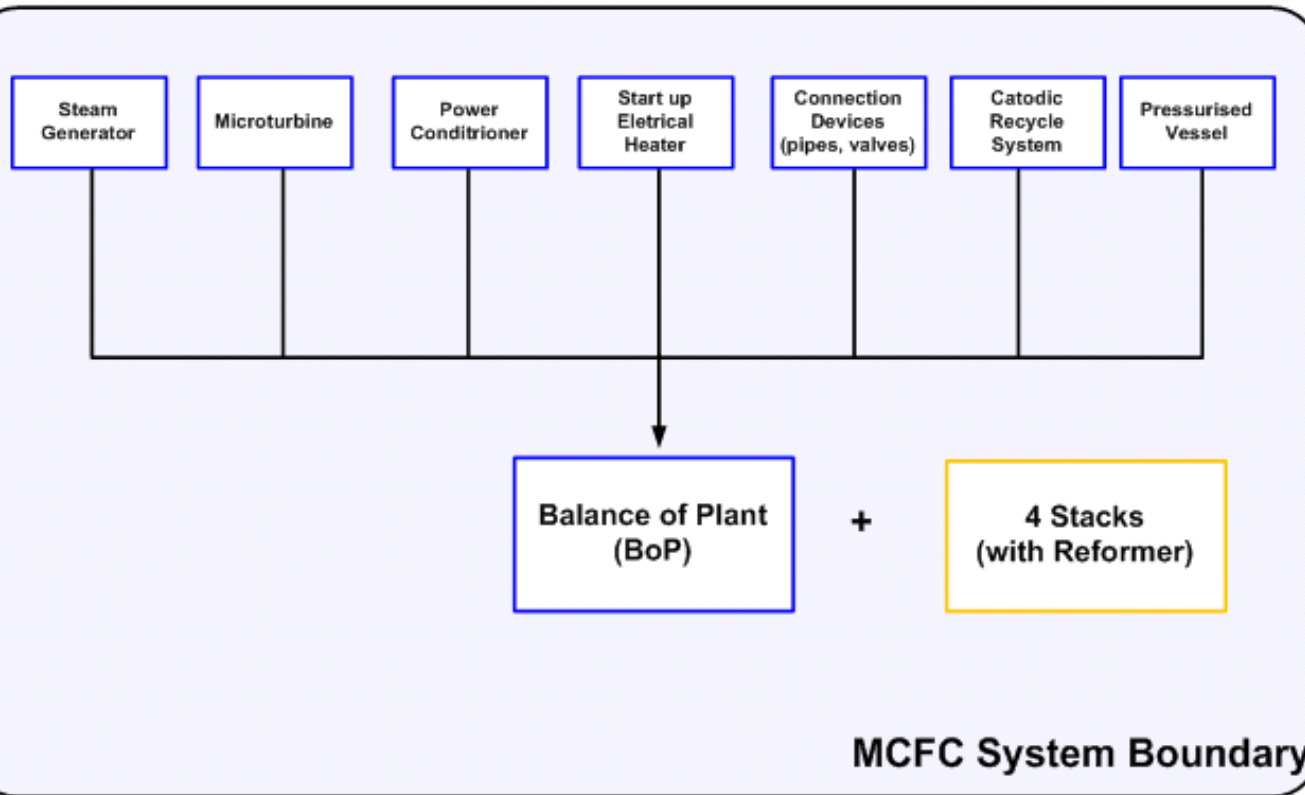 Steam
Generator
Microturbine
Power
Conditrioner
Start up
Eletrical
Heater
Connection
Devices
(pipes, valves)
Catodic
Recycle
System
Pressurised
Vessel
Balance of Plant
(BoP)
+
4 Stacks
(with Reformer)
MCFC System Boundary